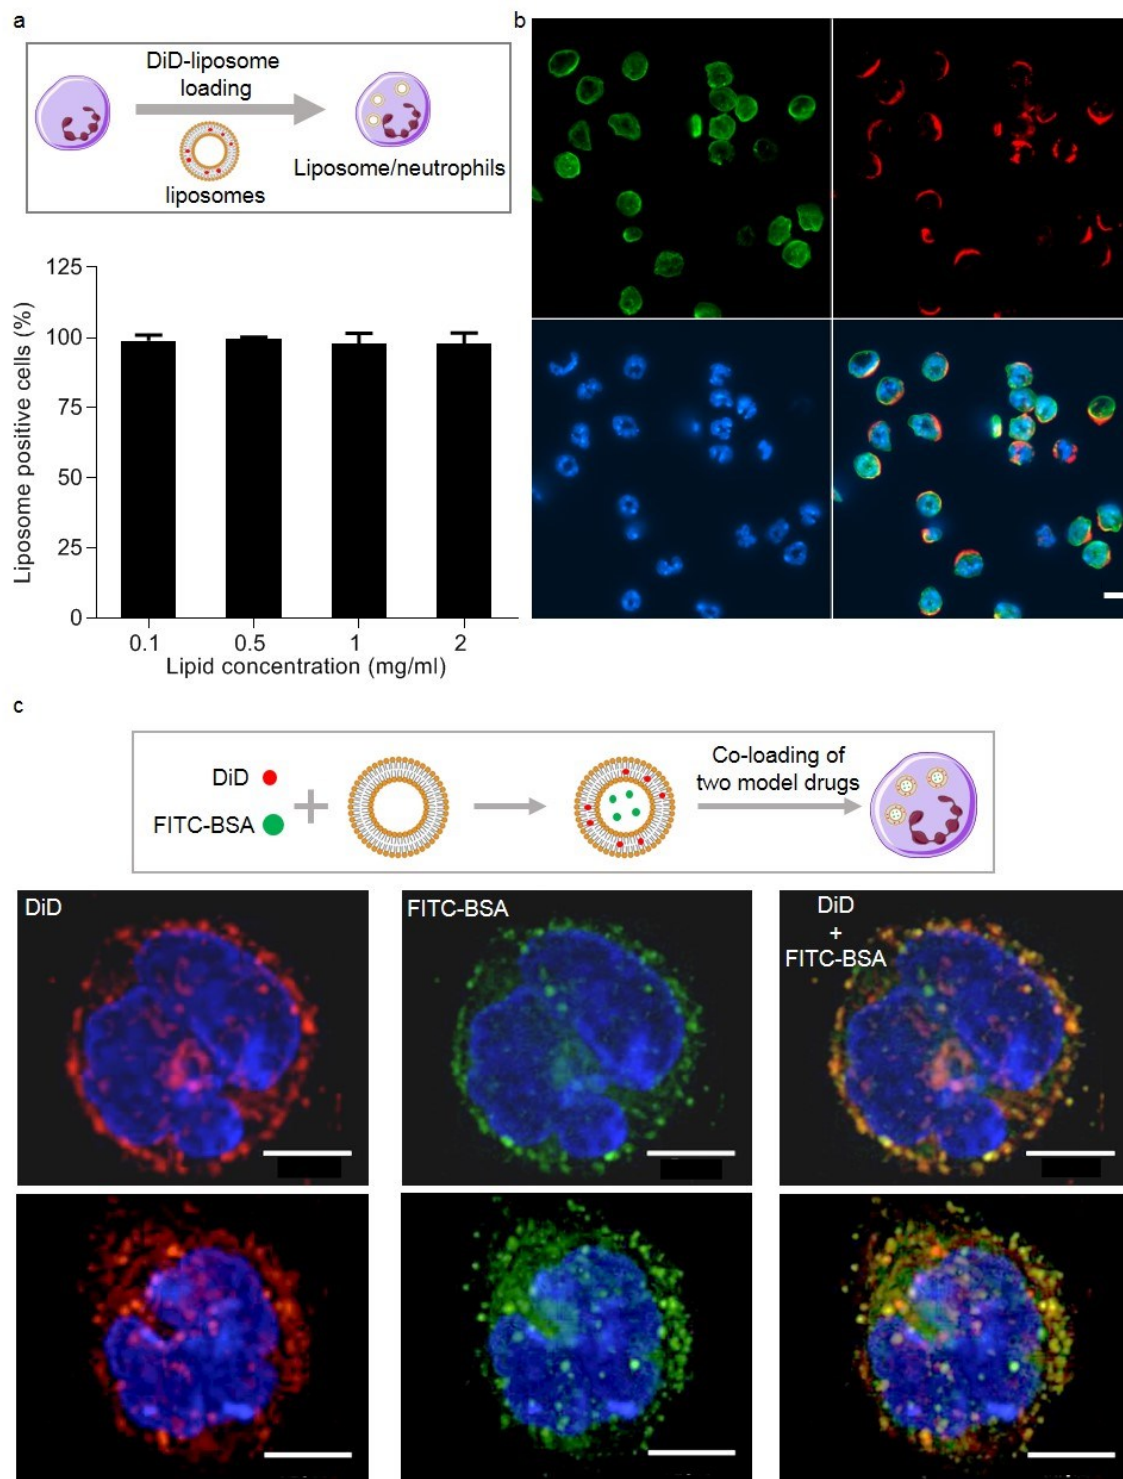 a
DiD-liposome
loading
liposomes
Liposome/neutrophils
Liposome positive cells (%)
125
100
75
50
25
0
0.1 0.5 1 2
Lipid concentration (mg/ml)
b
c
DiD
FITC-BSA
Co-loading of
two model drugs
DiD
FITC-BSA
DiD
+
FITC-BSA